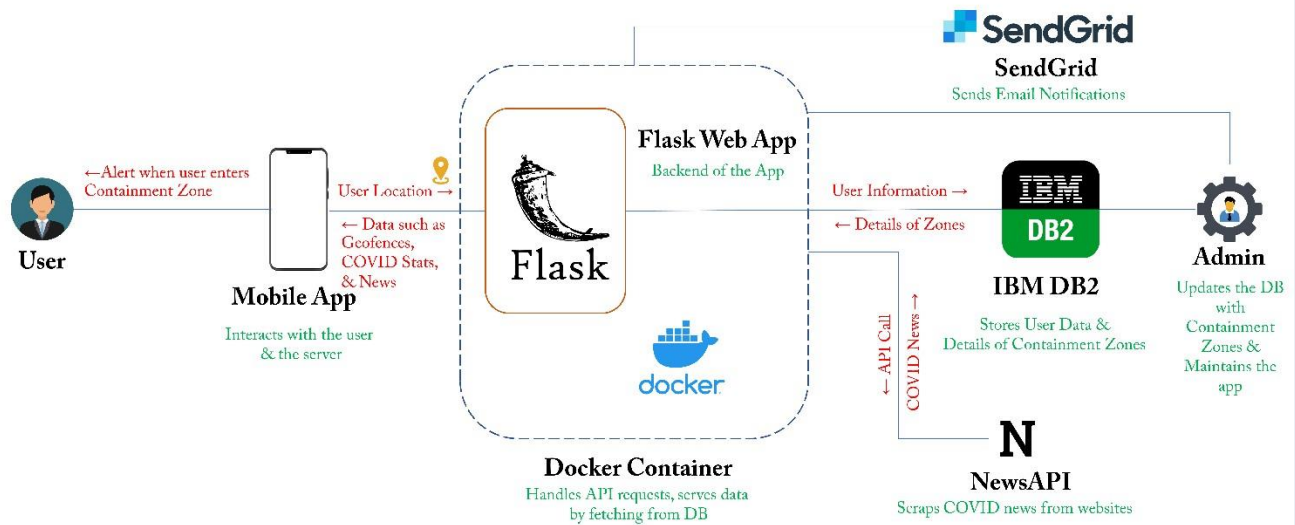 SendGrid
SendGrid
Sends Email Notifications
Flask Web App
Backend of the App
←Alert when user enters
Containment Zone
User Location →
← Data such as
Geofences,
COVID Stats,
& News
User
Mobile App
Interacts with the user
& the server
Flask
docker
Docker Container
Handles API requests, serves data
by fetching from DB
User Information →
← Details of Zones
IBM
DB2
IBM DB2
Stores User Data &
Details of Containment Zones
Admin
Updates the DB
with
Containment
Zones &
Maintains the
app
← API Call
COVID News →
N
NewsAPI
Scraps COVID news from websites